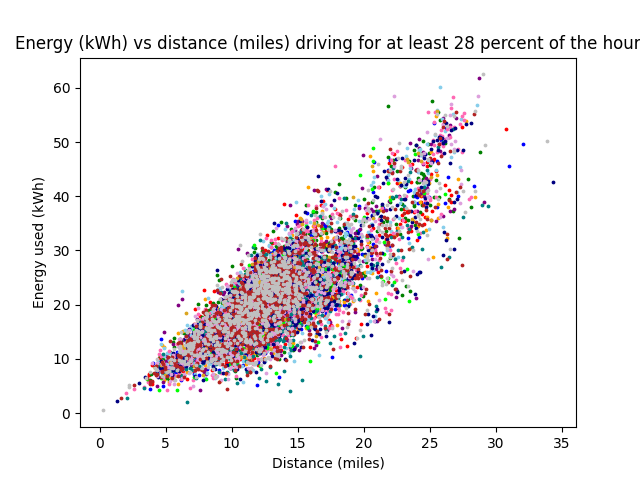 Energy (kWh) vs distance (miles) driving for at least 28 percent of the hour
60
50
40
30
20
10
0
Energy used (kWh)
0 5 10 15 20 25 30 35
Distance (miles)